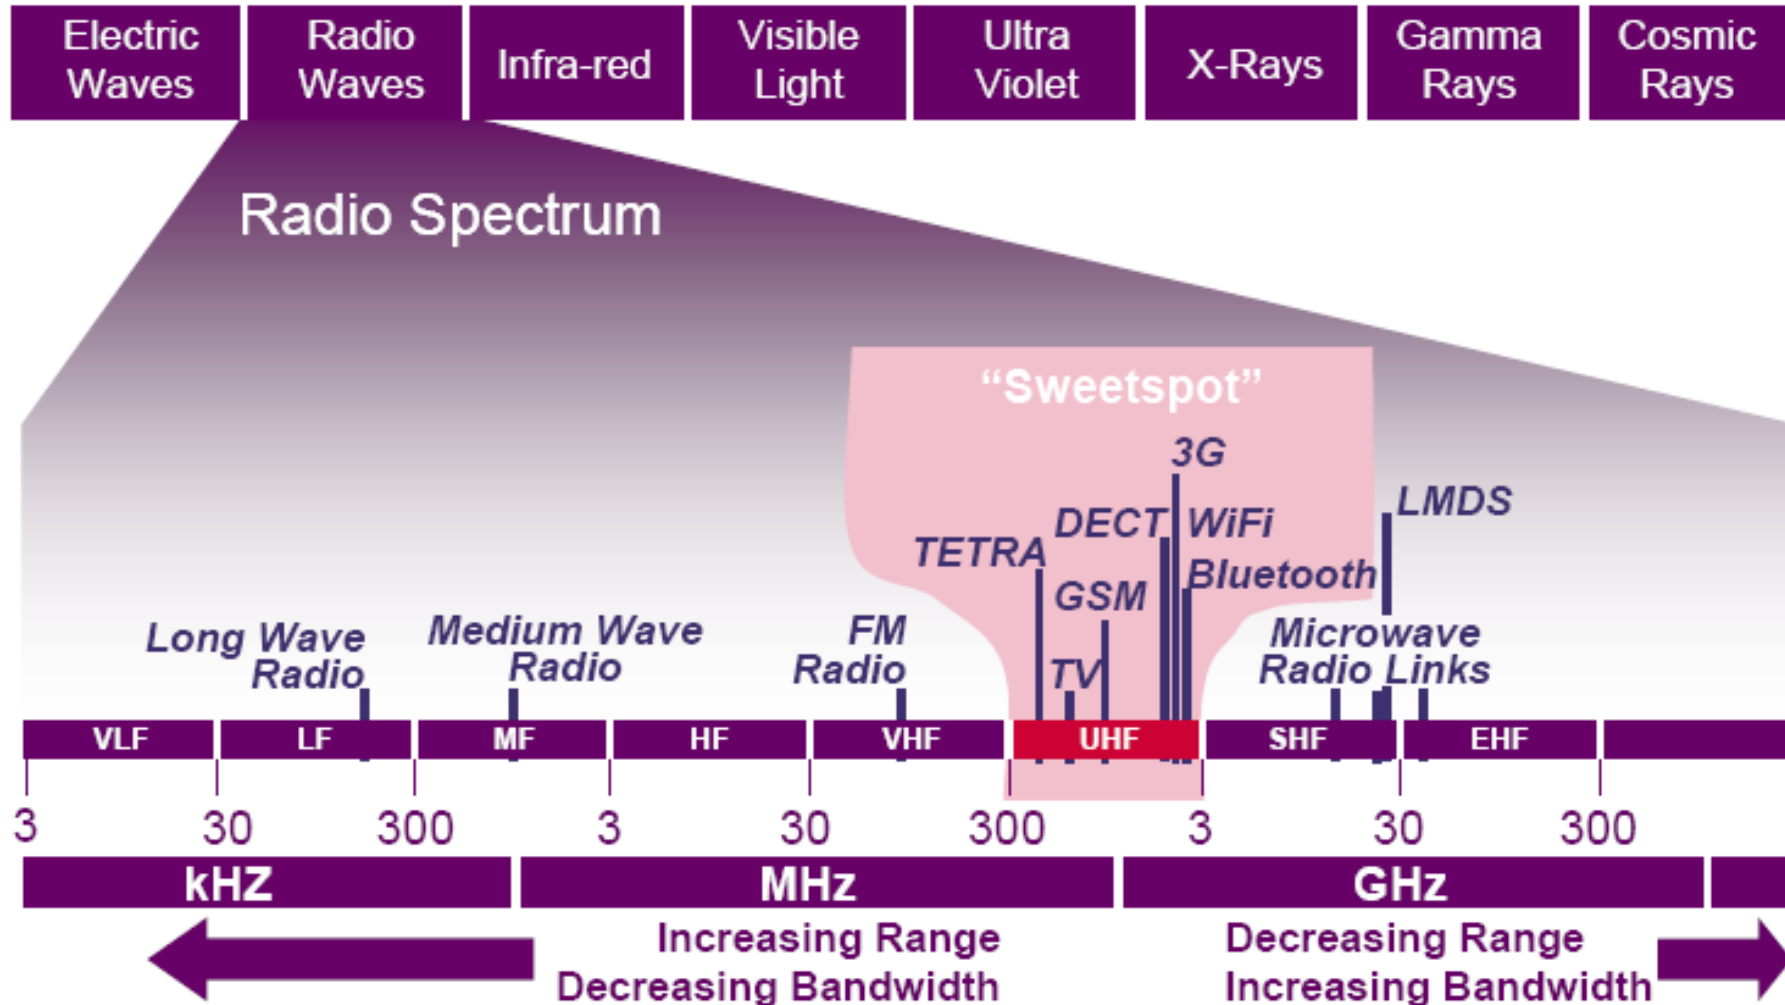 Electric
Waves
Radio
Waves
Infra-red
Visible
Light
Ultra
Violet
X-Rays
Gamma
Rays
Cosmic
Rays
Radio Spectrum
“Sweetspot”
3G
LMDS
DECT
WiFi
TETRA
Bluetooth
GSM
Long Wave
Radio
Medium Wave
Radio
FM
Radio
TV
Microwave
Radio Links
VLF
LF
MF
HF
VHF
UHF
SHF
EHF
3 30 300 3 30 300 3 30 300
kHZ
MHz
GHz
Increasing Range
Decreasing Bandwidth
Decreasing Range
Increasing Bandwidth